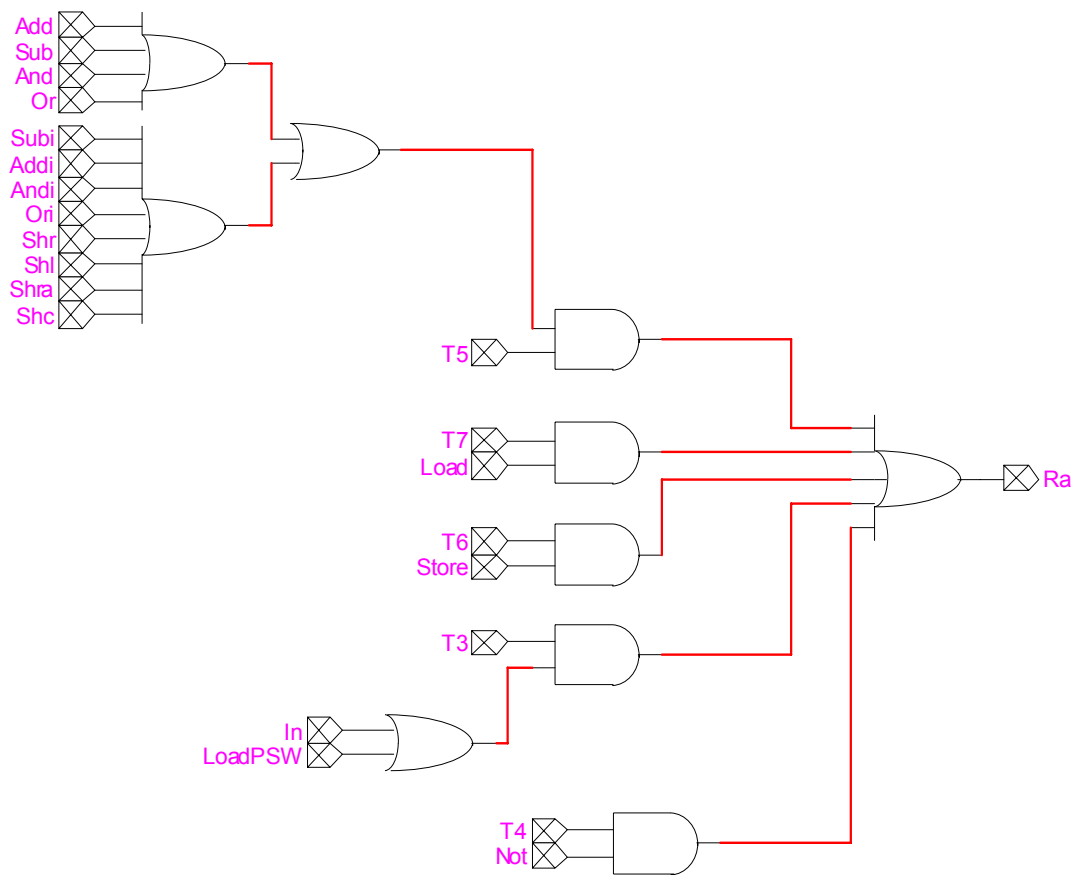 Add
Sub
And
Or
Subi
Addi
Andi
Ori
Shr
Shl
Shra
Shc
T5
T7
Load
Ra
T6
Store
T3
In
LoadPSW
T4
Not